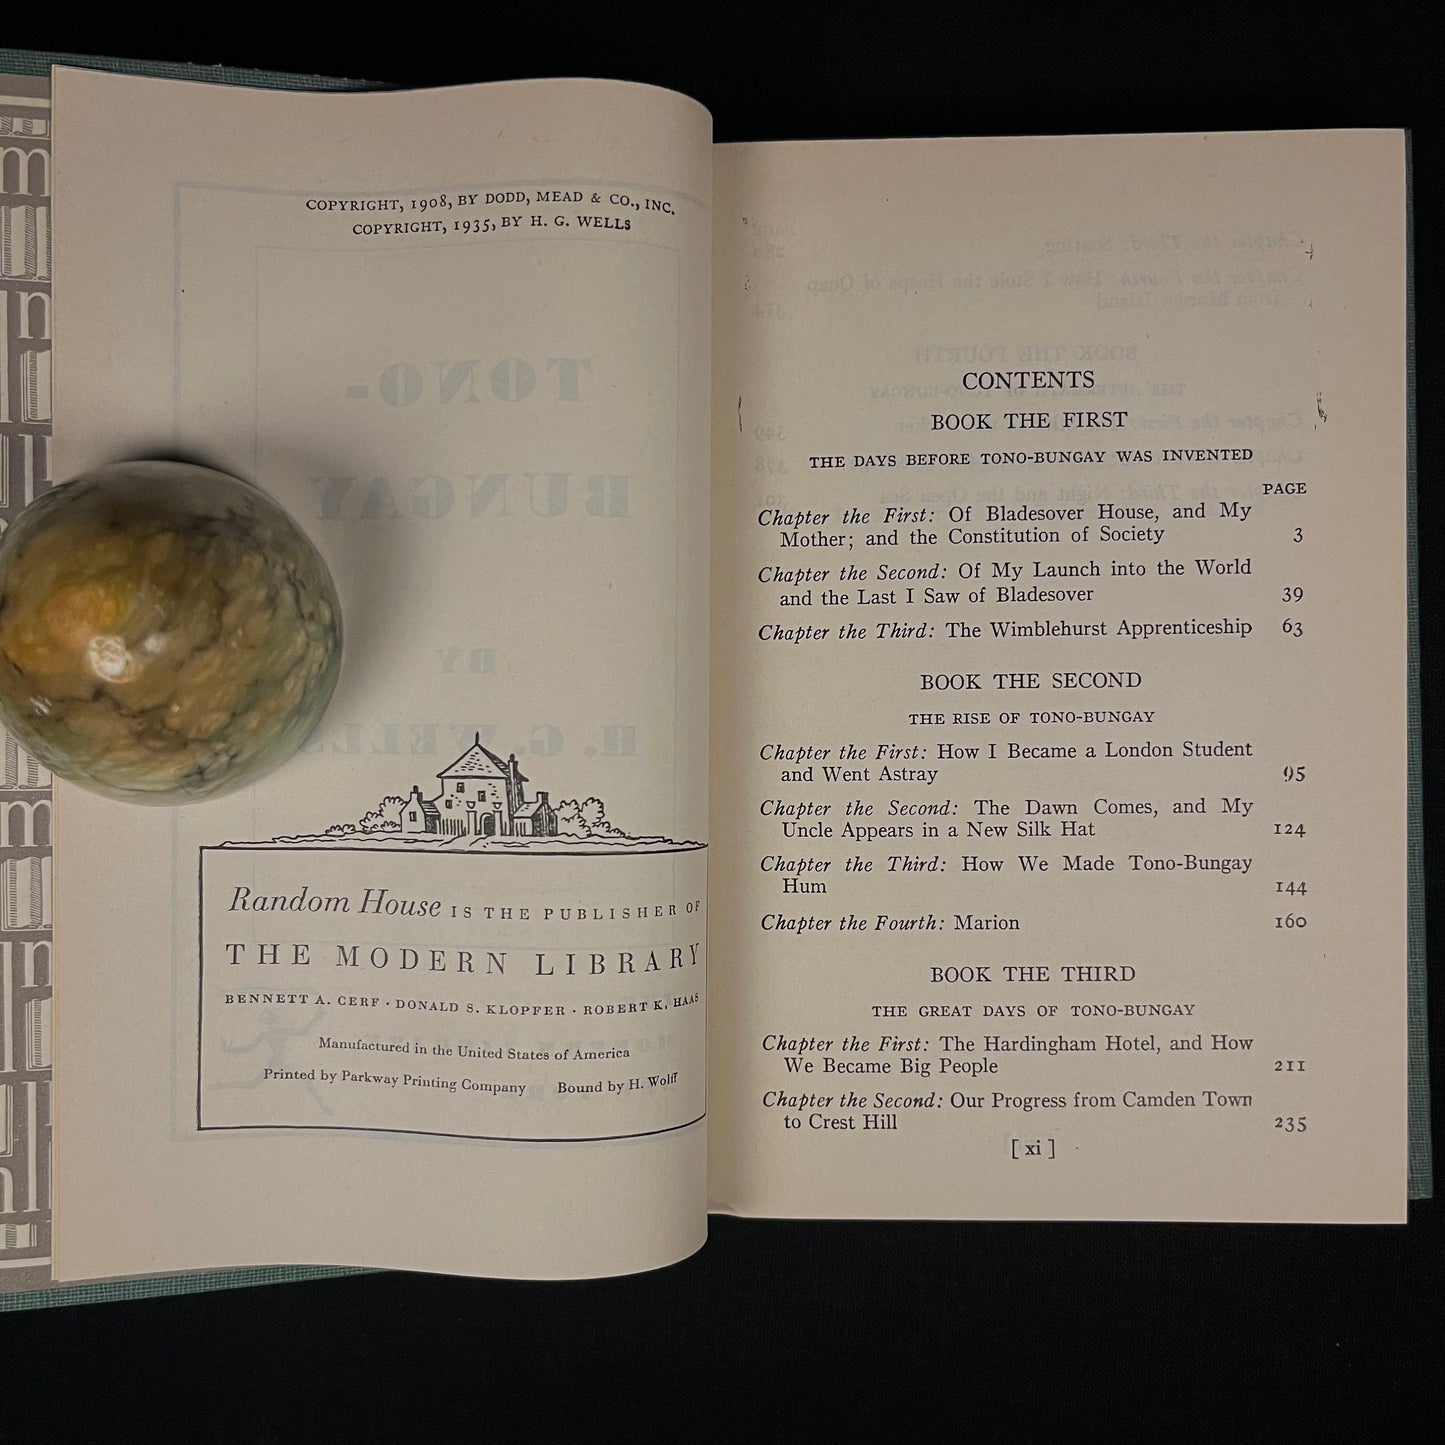 COPYRIGHT, 1908, BY DODD, MEAD & CO., INC.
COPYRIGHT, 1935, BY H. G. WELLS
TONO-
BUNGAY
BY
Random House IS THE PUBLISHER OF
THE MODERN LIBRARY
BENNETT A. CERF · DONALD S. KLOPFER · ROBERT K. HAAS
Manufactured in the United States of America
Printed by Parkway Printing Company Bound by H. Wolff
CONTENTS
BOOK THE FIRST
THE DAYS BEFORE TONO-BUNGAY WAS INVENTED
PAGE
Chapter the First: Of Bladesover House, and My
Mother; and the Constitution of Society 3
Chapter the Second: Of My Launch into the World
and the Last I Saw of Bladesover 39
Chapter the Third: The Wimblehurst Apprenticeship 63
BOOK THE SECOND
THE RISE OF TONO-BUNGAY
Chapter the First: How I Became a London Student
and Went Astray 95
Chapter the Second: The Dawn Comes, and My
Uncle Appears in a New Silk Hat 124
Chapter the Third: How We Made Tono-Bungay
Hum 144
Chapter the Fourth: Marion 160
BOOK THE THIRD
THE GREAT DAYS OF TONO-BUNGAY
Chapter the First: The Hardingham Hotel, and How
We Became Big People 211
Chapter the Second: Our Progress from Camden Town
to Crest Hill 235
[ xi ]